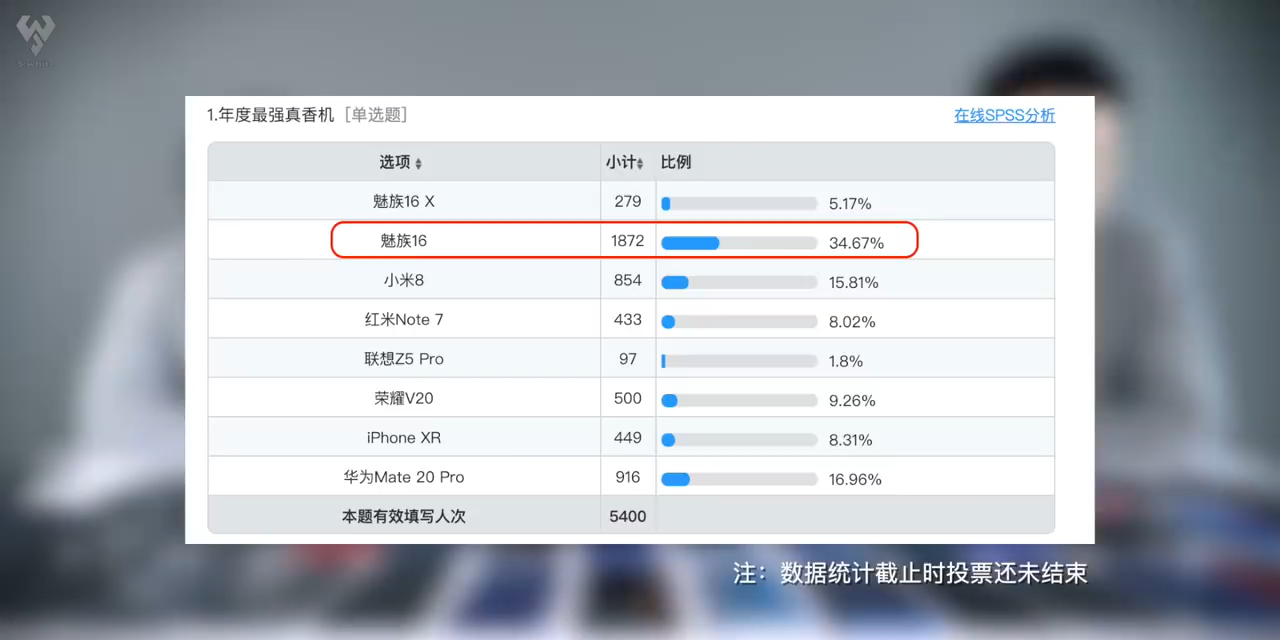 1.年度最强真香机 [单选题] 在线SPSS分析
选项 小计 比例
魅族16 X 279 5.17%
魅族16 1872 34.67%
小米8 854 15.81%
红米Note 7 433 8.02%
联想Z5 Pro 97 1.8%
荣耀V20 500 9.26%
iPhone XR 449 8.31%
华为Mate 20 Pro 916 16.96%
本题有效填写人次 5400
注：数据统计截止时投票还未结束